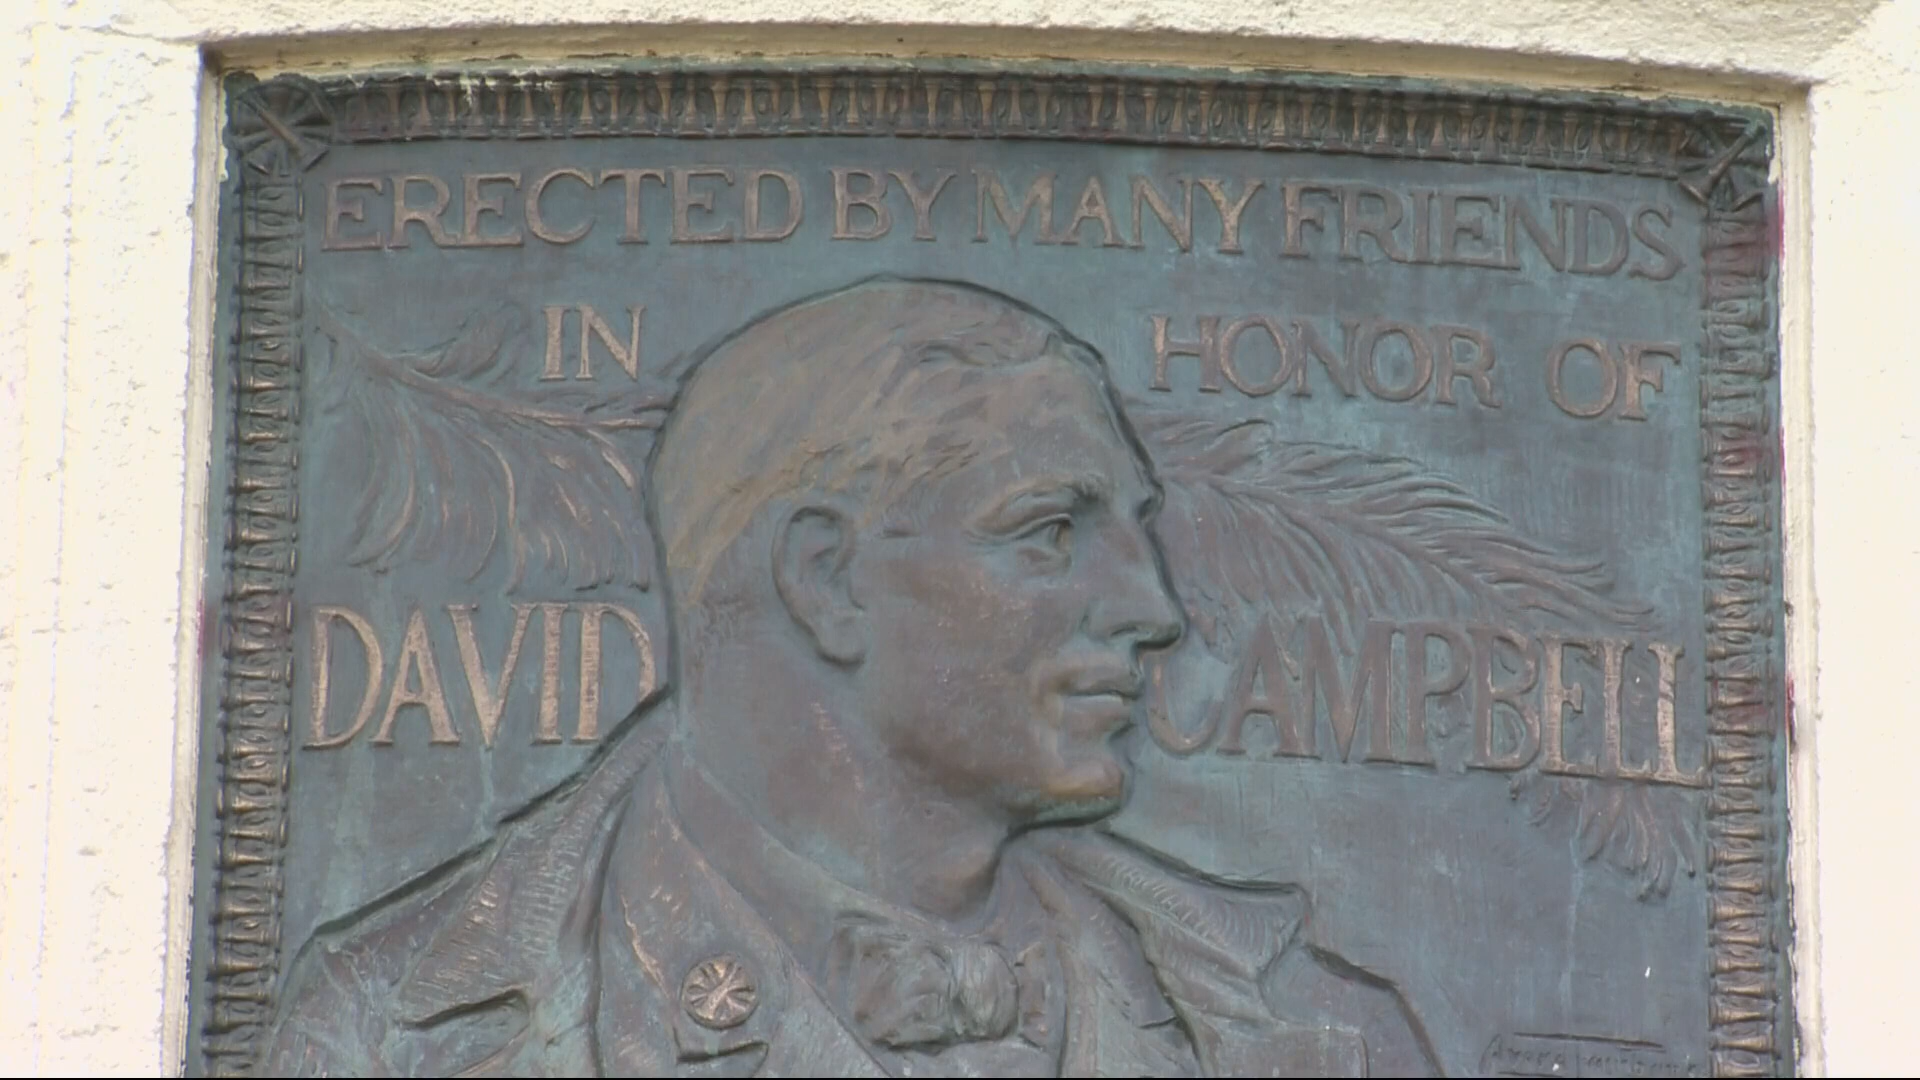 ERECTED BY MANY FRIENDS
IN HONOR OF
DAVID CAMPBELL